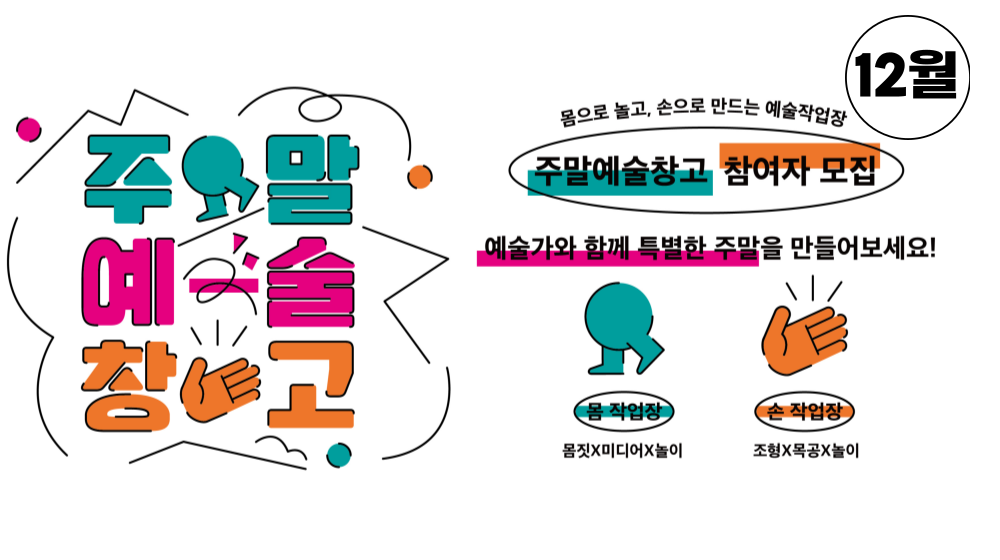 주말
예술
창고
12월
몸으로 놀고, 손으로 만드는 예술작업장
주말예술창고 참여자 모집
예술가와 함께 특별한 주말을 만들어보세요!
몸 작업장
손 작업장
몸짓X미디어X놀이
조형X목공X놀이